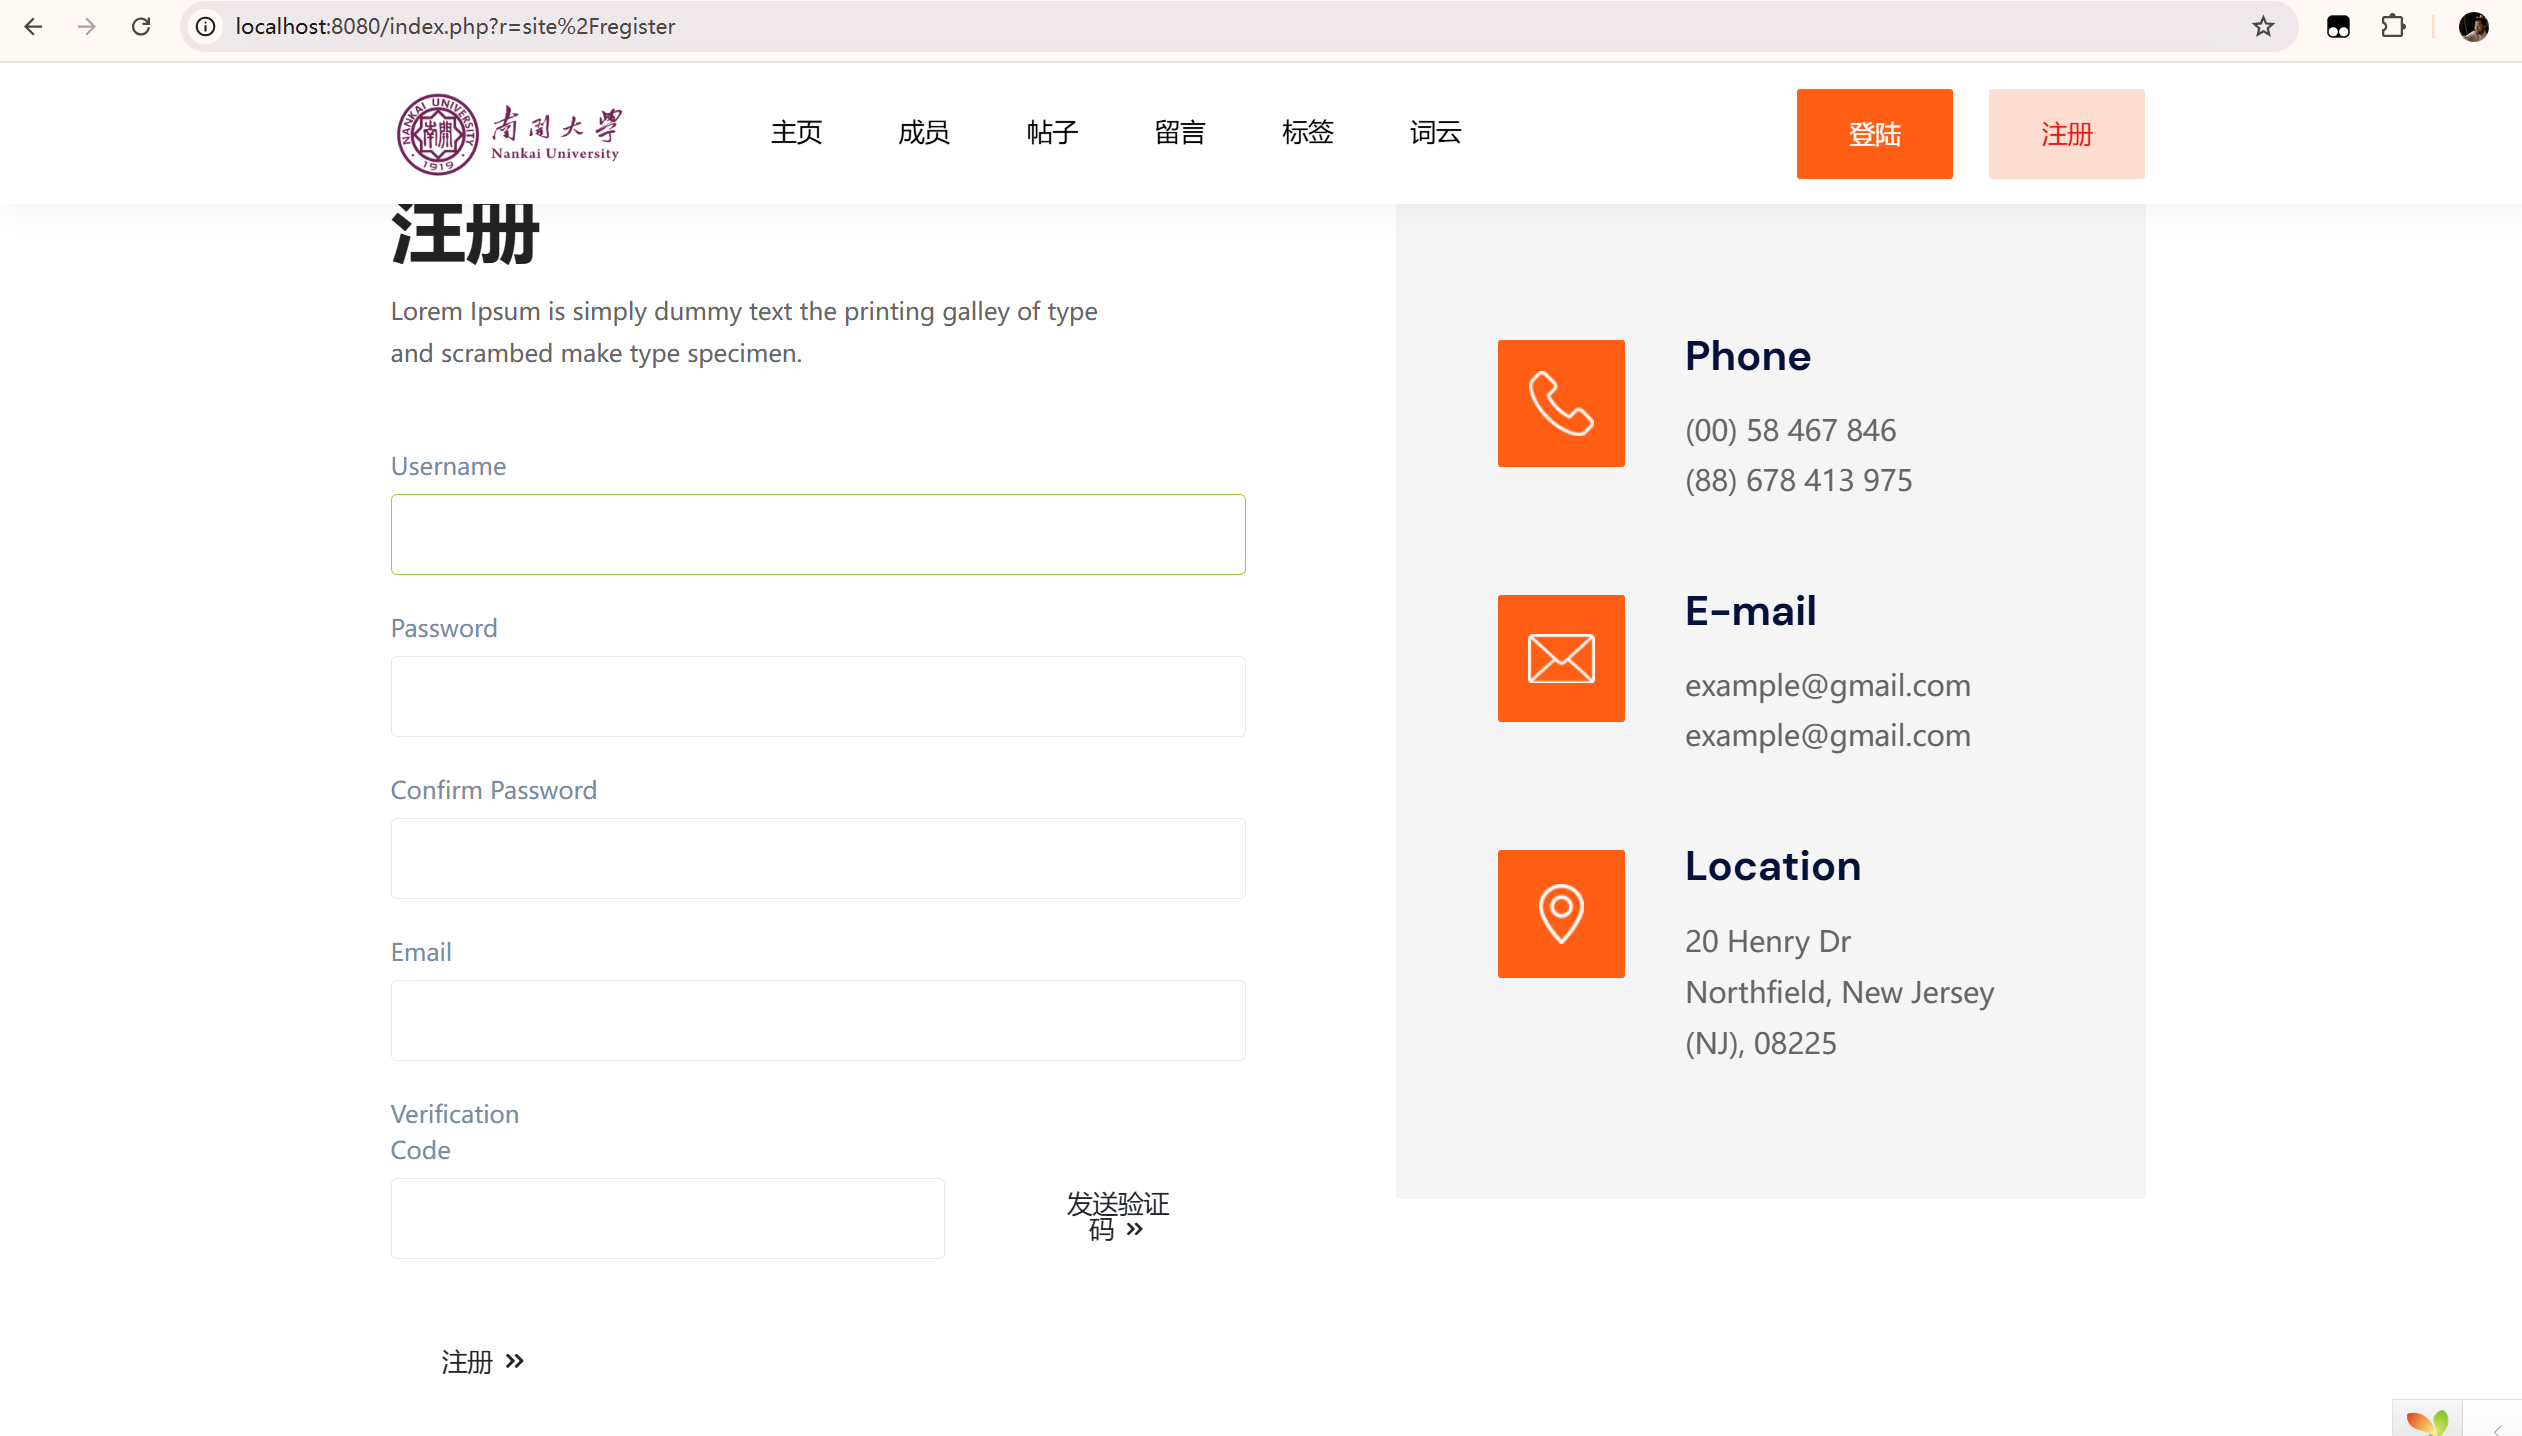 localhost:8080/index.php?r=site%2Fregister
NANKAI UNIVERSITY
1919
南開大學
Nankai University
主页
成员
帖子
留言
标签
词云
登陆
注册
注册
Lorem Ipsum is simply dummy text the printing galley of type
and scrambed make type specimen.
Username
Password
Confirm Password
Email
Verification
Code
发送验证
码 »
注册 »
Phone
(00) 58 467 846
(88) 678 413 975
E-mail
example@gmail.com
example@gmail.com
Location
20 Henry Dr
Northfield, New Jersey
(NJ), 08225